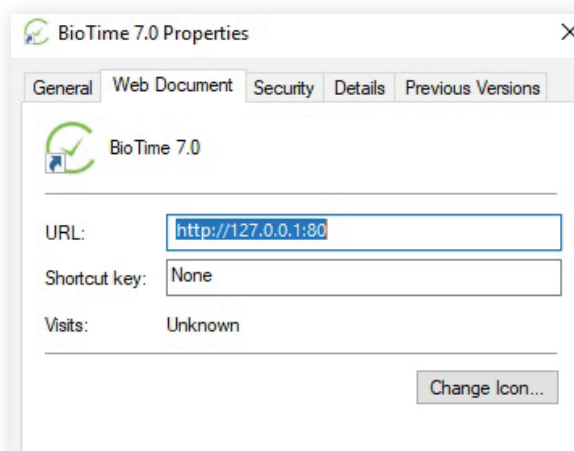 BioTime 7.0 Properties
General Web Document Security Details Previous Versions
BioTime 7.0
URL: http://127.0.0.1:80
Shortcut key: None
Visits: Unknown
Change Icon...